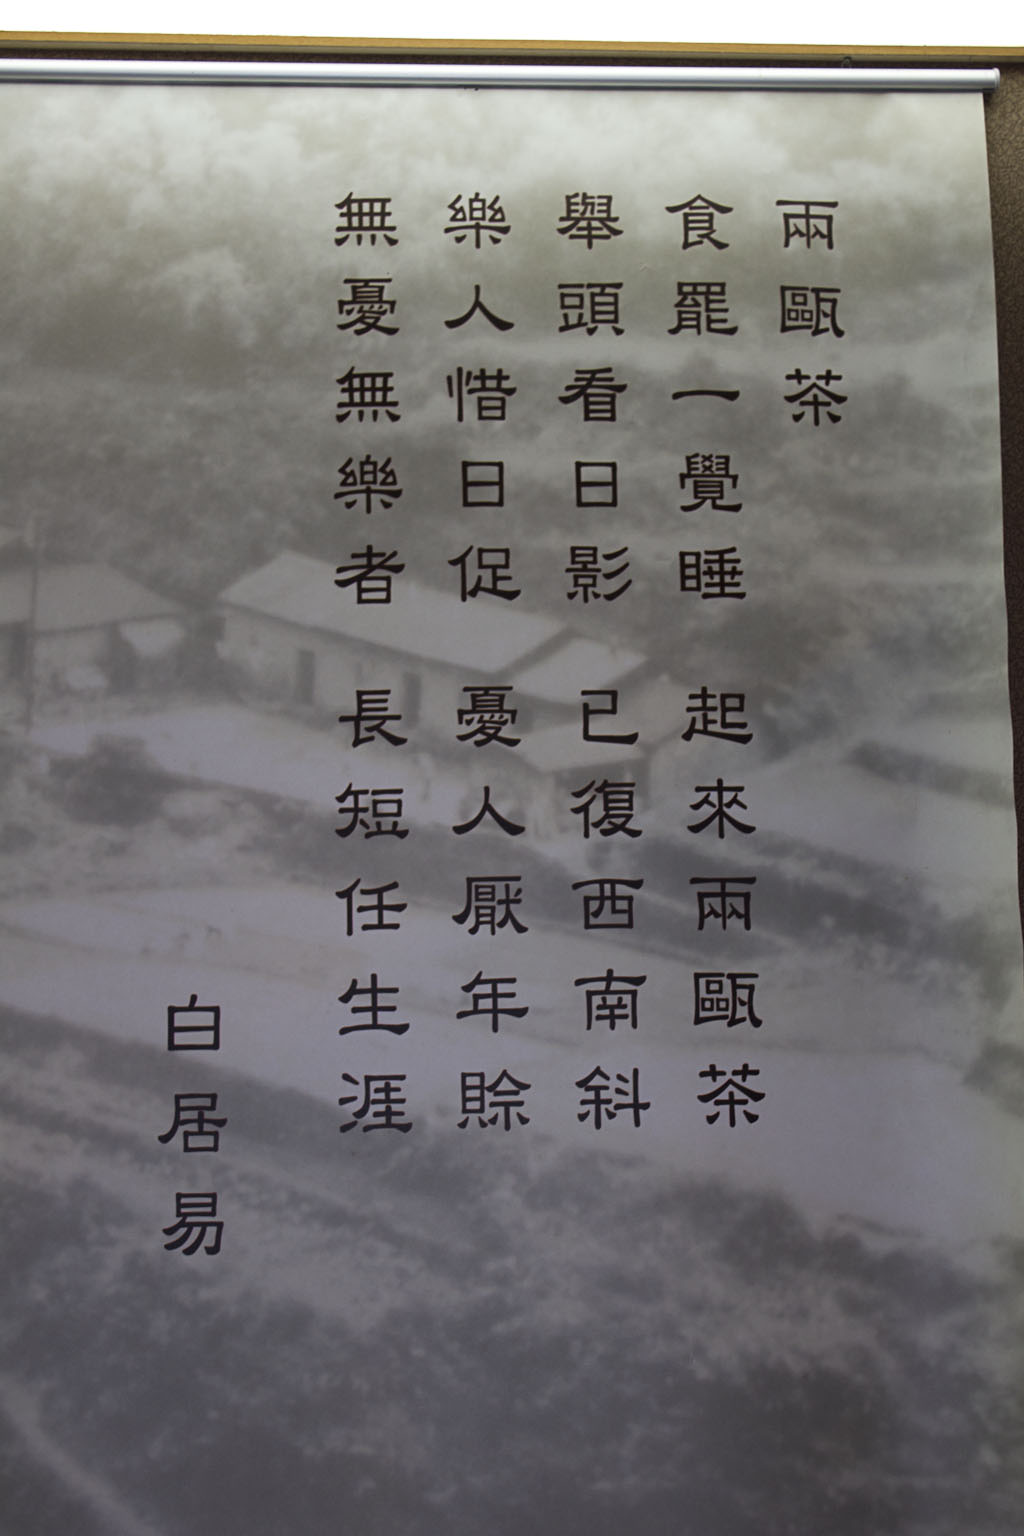 兩甌茶
食罷一覺睡 起來兩甌茶
舉頭看日影 已復西南斜
樂人惜日促 憂人厭年賒
無憂無樂者 長短任生涯
白居易